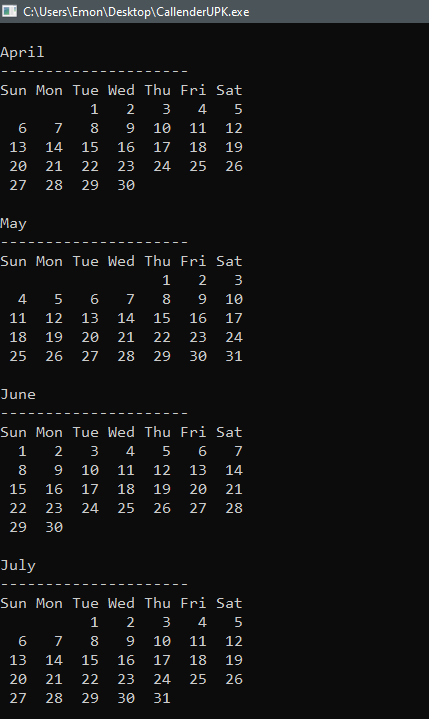 C:\Users\Emon\Desktop\CallenderUPK.exe
April
---------------------
Sun Mon Tue Wed Thu Fri Sat
          1   2   3   4   5
  6   7   8   9  10  11  12
 13  14  15  16  17  18  19
 20  21  22  23  24  25  26
 27  28  29  30
May
---------------------
Sun Mon Tue Wed Thu Fri Sat
                  1   2   3
  4   5   6   7   8   9  10
 11  12  13  14  15  16  17
 18  19  20  21  22  23  24
 25  26  27  28  29  30  31
June
---------------------
Sun Mon Tue Wed Thu Fri Sat
  1   2   3   4   5   6   7
  8   9  10  11  12  13  14
 15  16  17  18  19  20  21
 22  23  24  25  26  27  28
 29  30
July
---------------------
Sun Mon Tue Wed Thu Fri Sat
          1   2   3   4   5
  6   7   8   9  10  11  12
 13  14  15  16  17  18  19
 20  21  22  23  24  25  26
 27  28  29  30  31